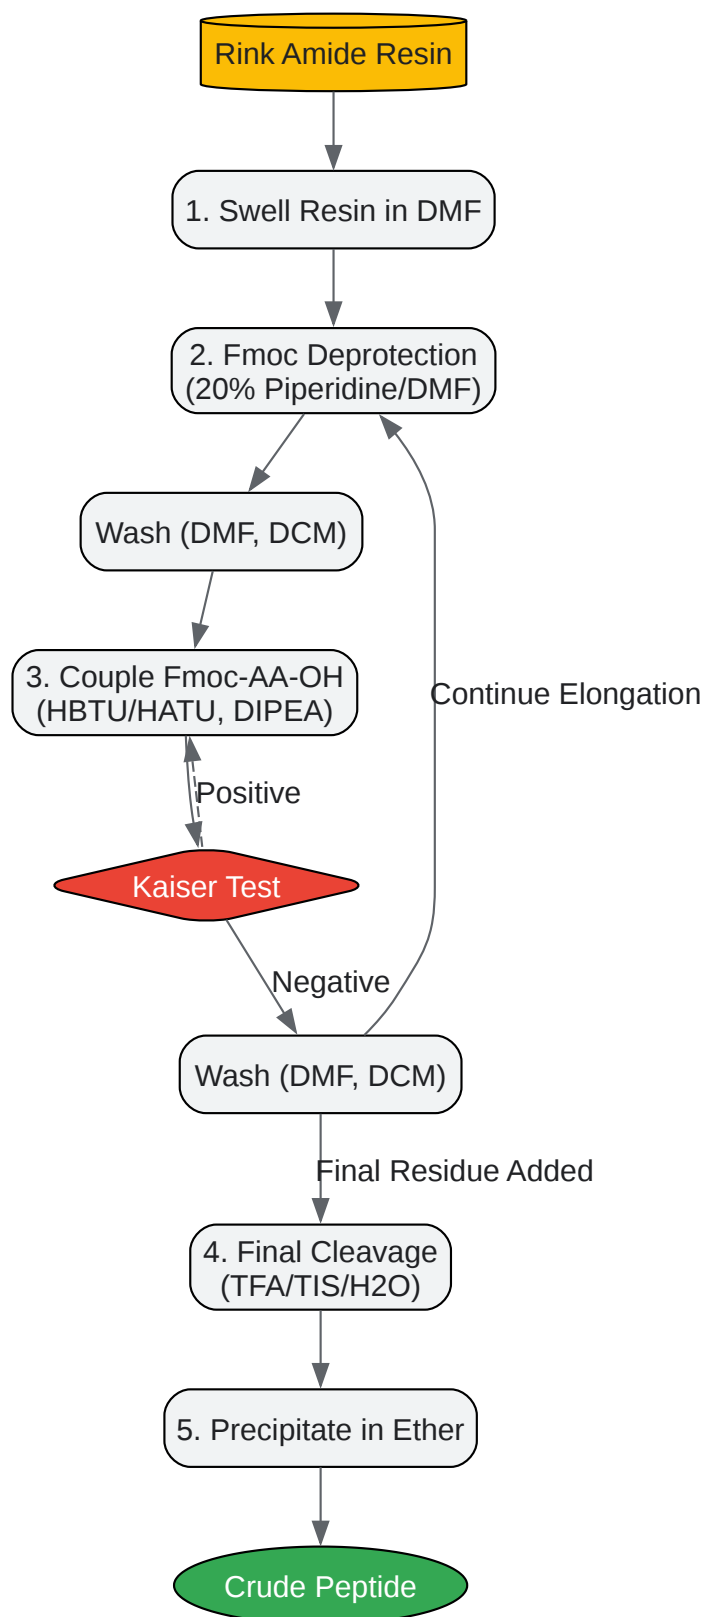 Rink Amide Resin
1. Swell Resin in DMF
2. Fmoc Deprotection
(20% Piperidine/DMF)
Wash (DMF, DCM)
3. Couple Fmoc-AA-OH
(HBTU/HATU, DIPEA)
Continue Elongation
Positive
Kaiser Test
Negative
Wash (DMF, DCM)
Final Residue Added
4. Final Cleavage
(TFA/TIS/H2O)
5. Precipitate in Ether
Crude Peptide